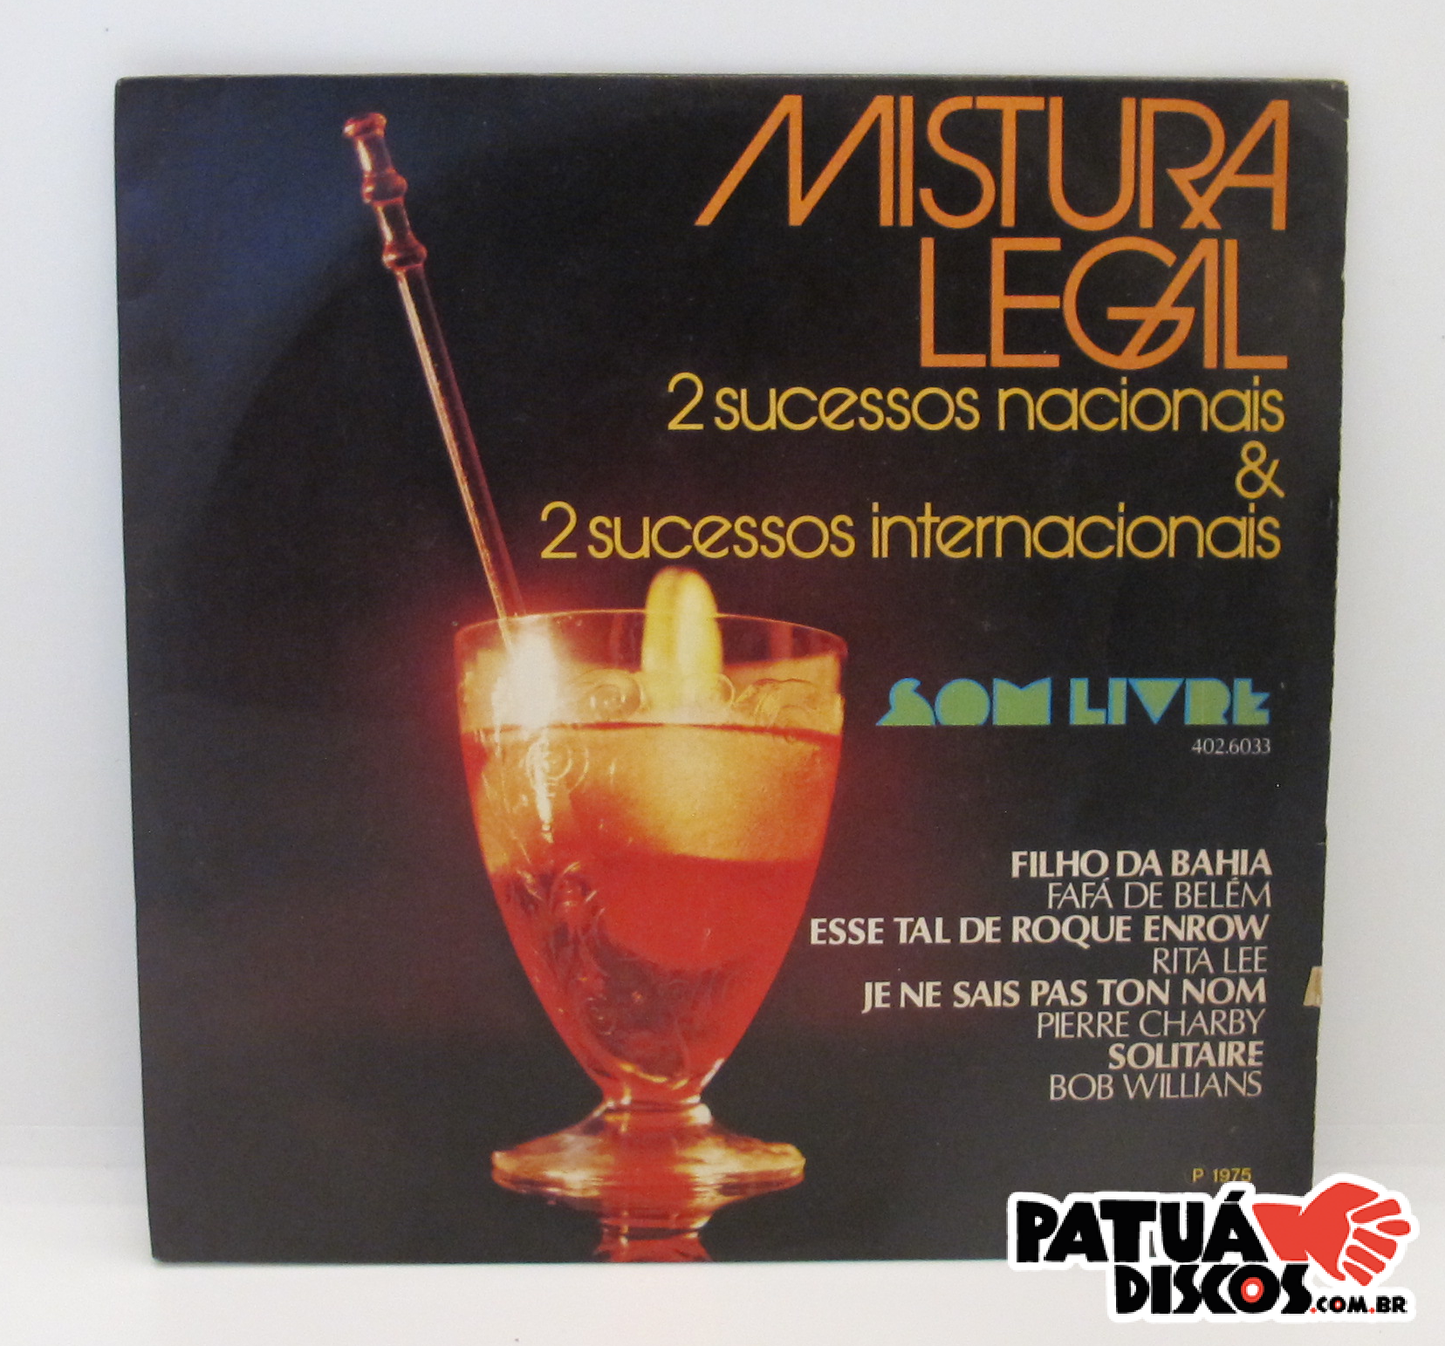 MISTURA
LEGAL
2 sucessos nacionais
&
2 sucessos internacionais
SOM LIVRE
402.6033
FILHO DA BAHIA
FAFÁ DE BELÉM
ESSE TAL DE ROQUE ENROW
RITA LEE
JE NE SAIS PAS TON NOM
PIERRE CHARBY
SOLITAIRE
BOB WILLIANS
P 1975
PATUÁ
DISCOS.COM.BR